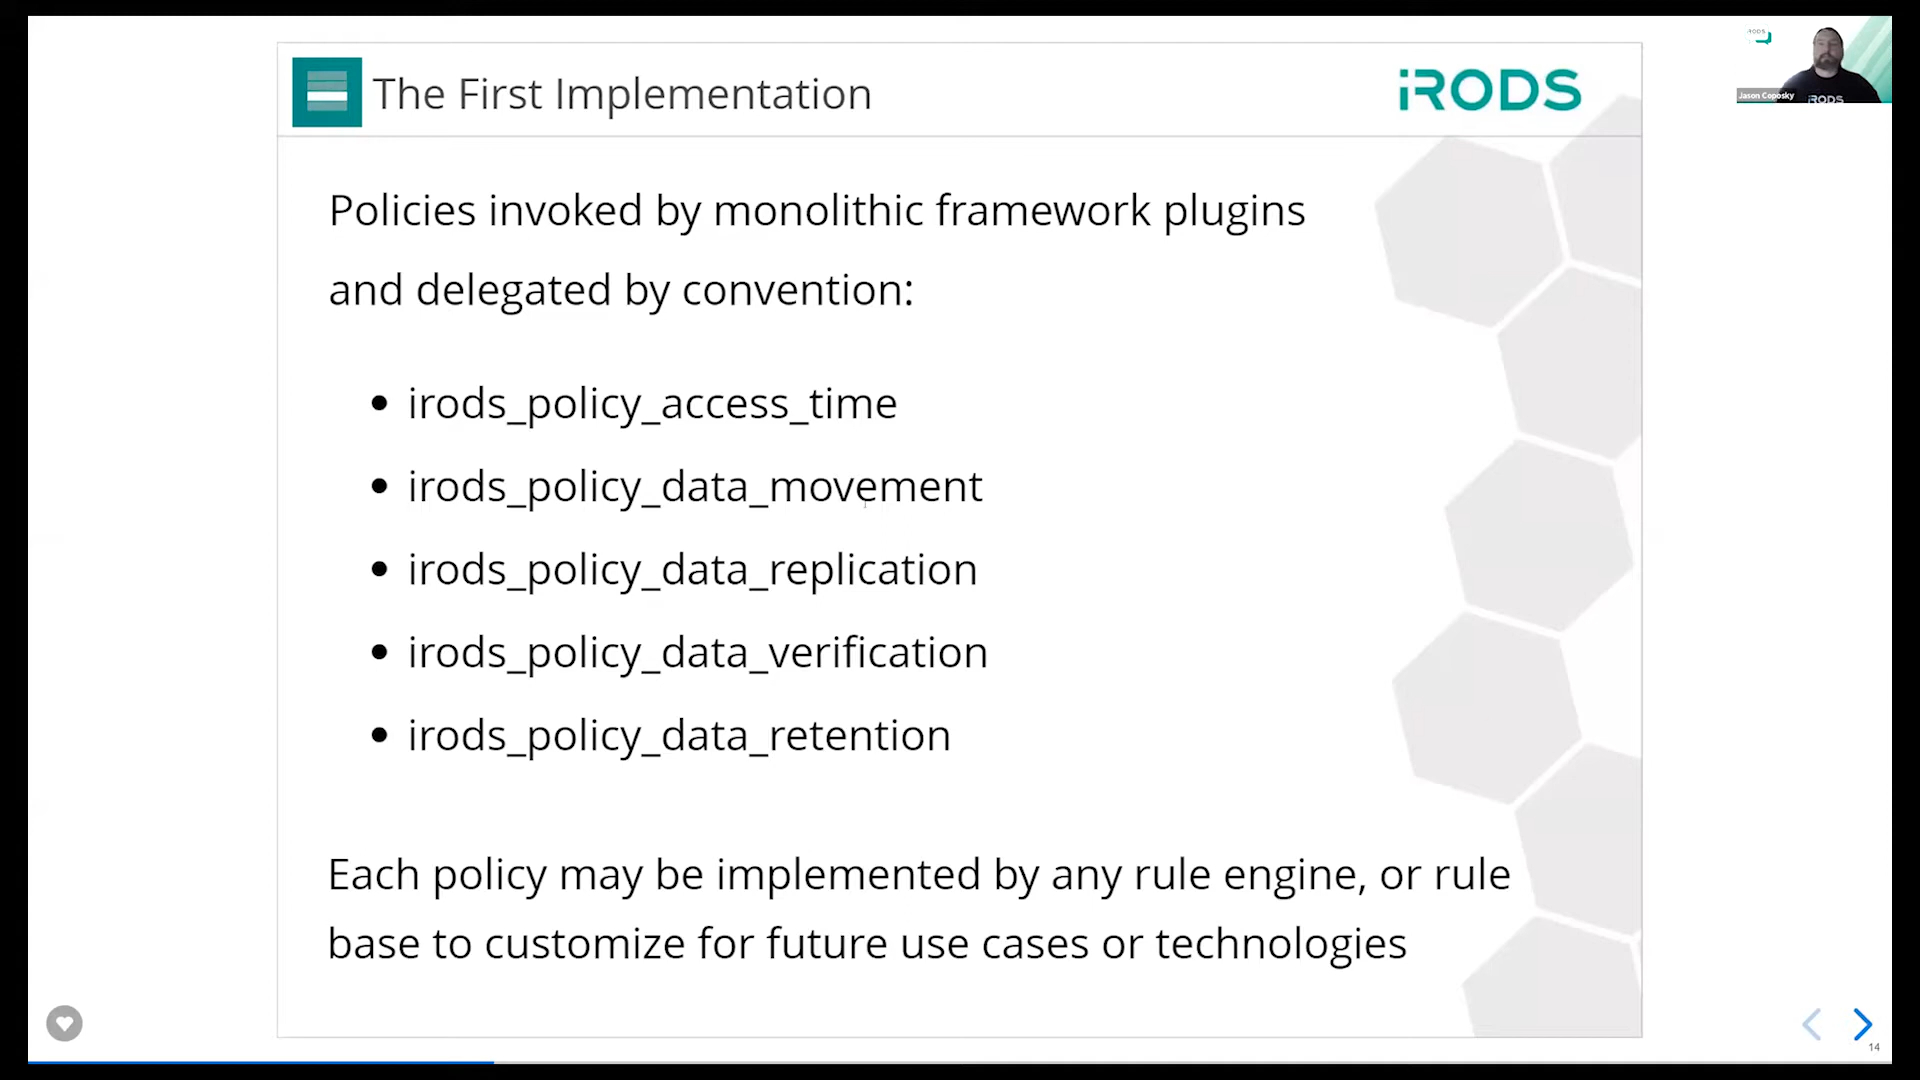 The First Implementation
iRODS
iRODS
Jason Coposky
iRODS
Policies invoked by monolithic framework plugins
and delegated by convention:
• irods_policy_access_time
• irods_policy_data_movement
• irods_policy_data_replication
• irods_policy_data_verification
• irods_policy_data_retention
Each policy may be implemented by any rule engine, or rule
base to customize for future use cases or technologies
14